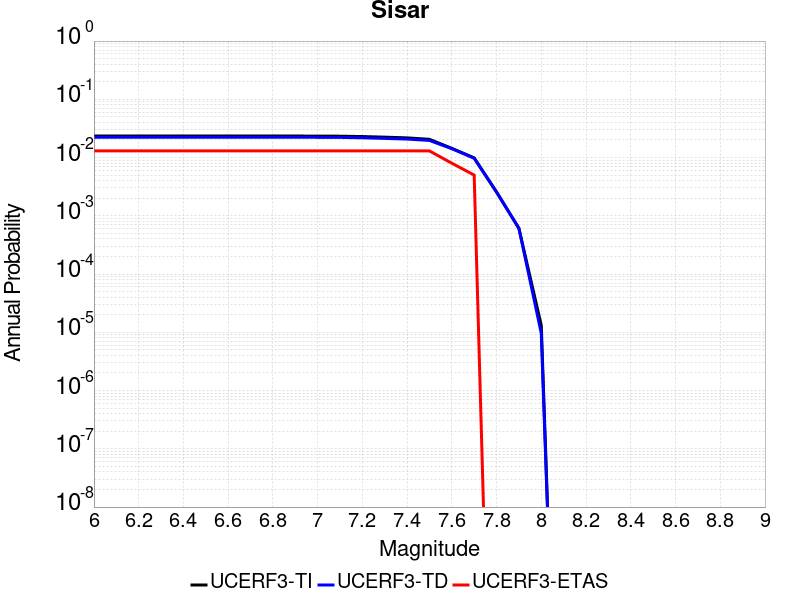 Sisar
10^0
10^-1
10^-2
10^-3
10^-4
10^-5
10^-6
10^-7
10^-8
Annual Probability
6 6.2 6.4 6.6 6.8 7 7.2 7.4 7.6 7.8 8 8.2 8.4 8.6 8.8 9
Magnitude
UCERF3-TI UCERF3-TD UCERF3-ETAS